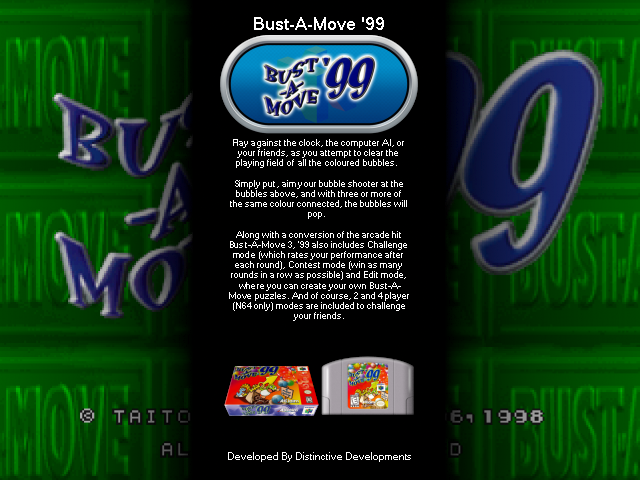 Bust-A-Move '99
BUST '99
-A-
MOVE
Play against the clock, the computer AI, or
your friends, as you attempt to clear the
playing field of all the coloured bubbles.
Simply put, aim your bubble shooter at the
bubbles above, and with three or more of
the same colour connected, the bubbles will
pop.
Along with a conversion of the arcade hit
Bust-A-Move 3, '99 also includes Challenge
mode (which rates your performance after
each round), Contest mode (win as many
rounds in a row as possible) and Edit mode,
where you can create your own Bust-A-
Move puzzles. And of course, 2 and 4 player
(N64 only) modes are included to challenge
your friends.
© TAITO 6,1998
AL D
Developed By Distinctive Developments